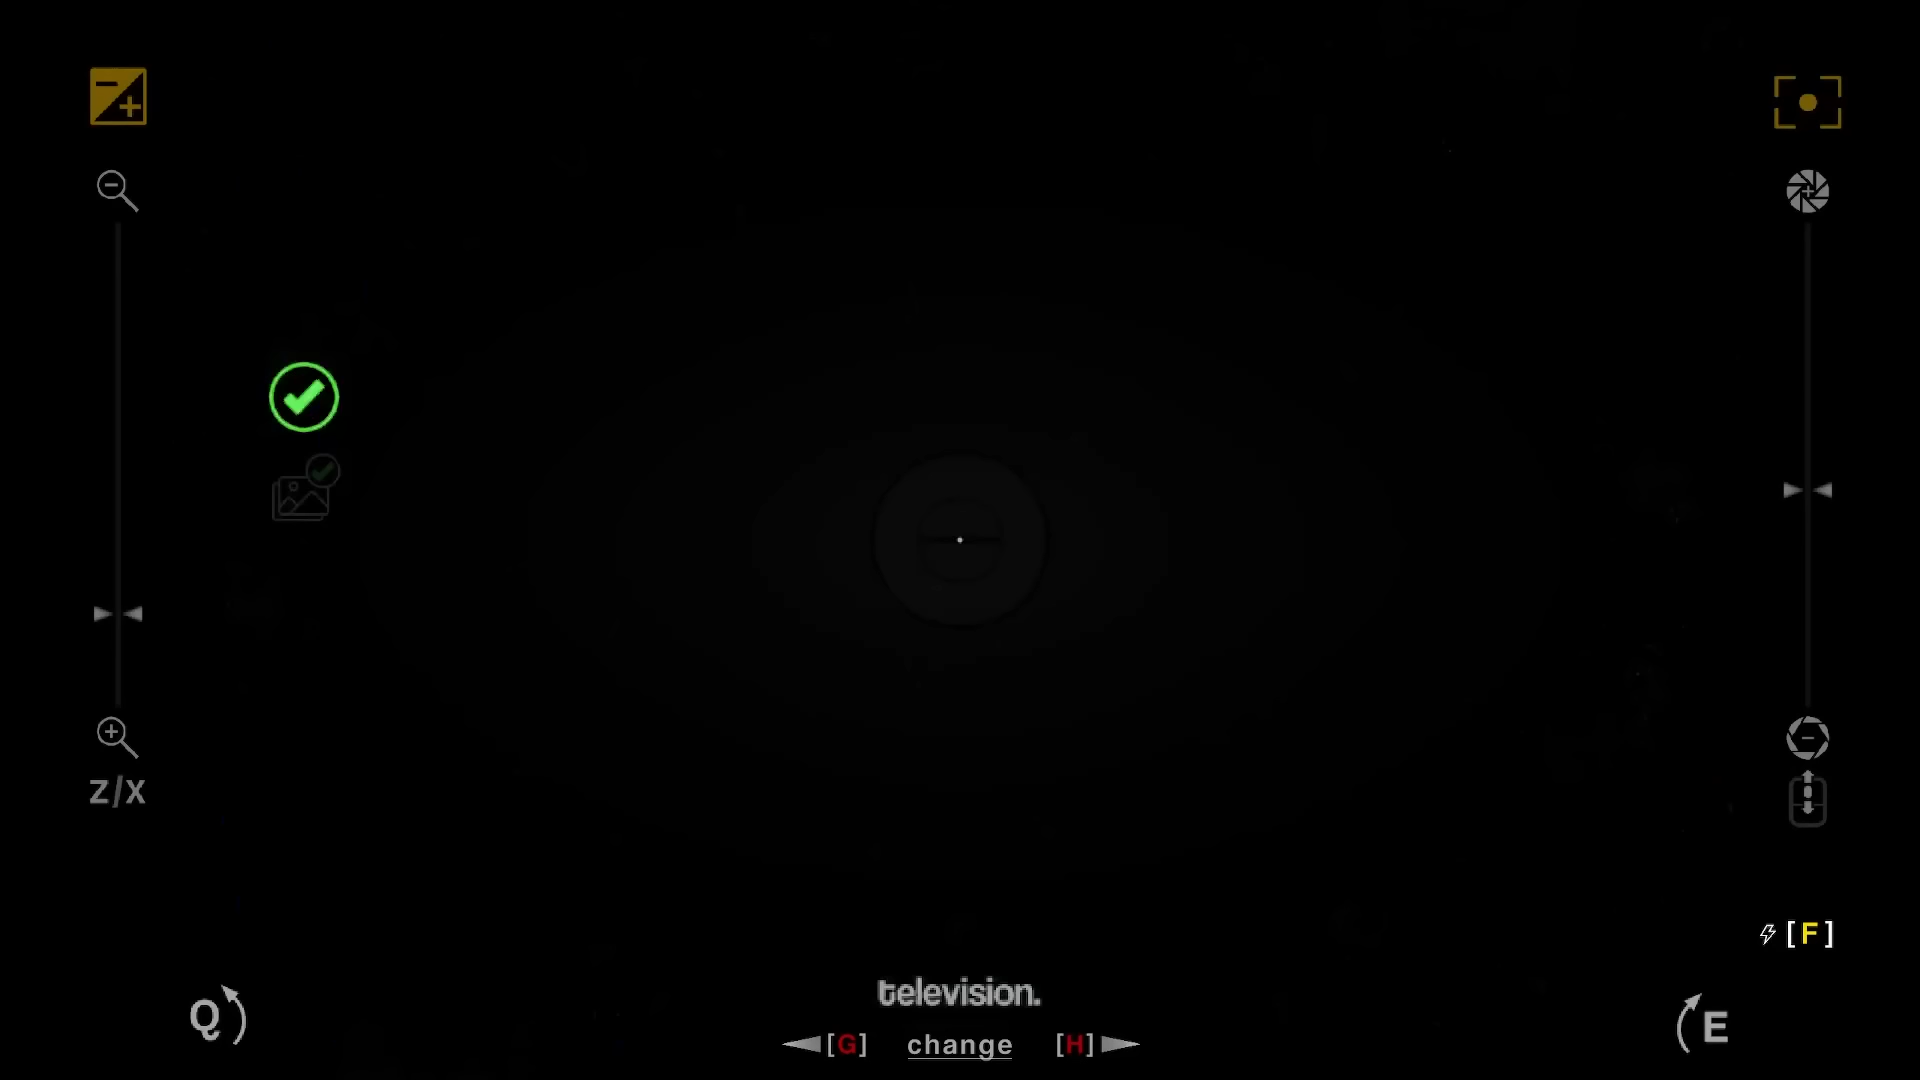 Z/X
[F]
television.
Q
E
[G] change [H]